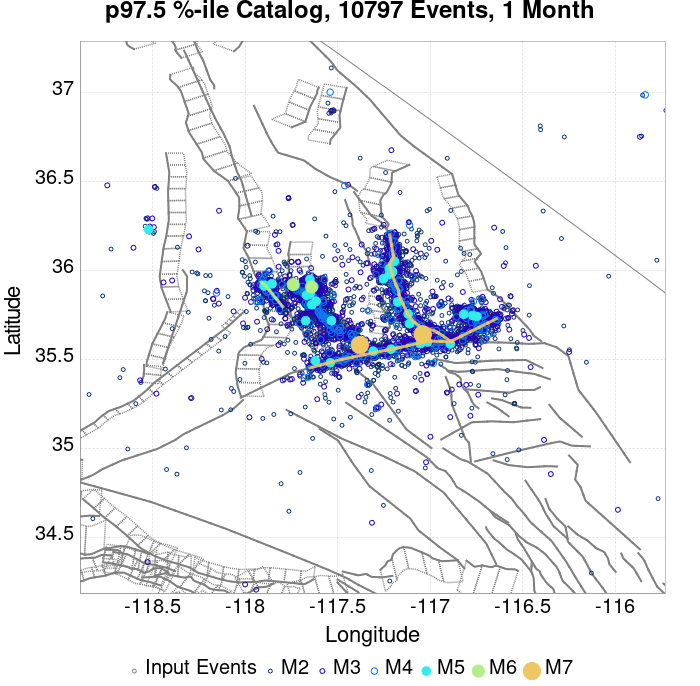 p97.5 %-ile Catalog, 10797 Events, 1 Month
37
36.5
36
35.5
35
34.5
Latitude
-118.5 -118 -117.5 -117 -116.5 -116
Longitude
Input Events M2 M3 M4 M5 M6 M7